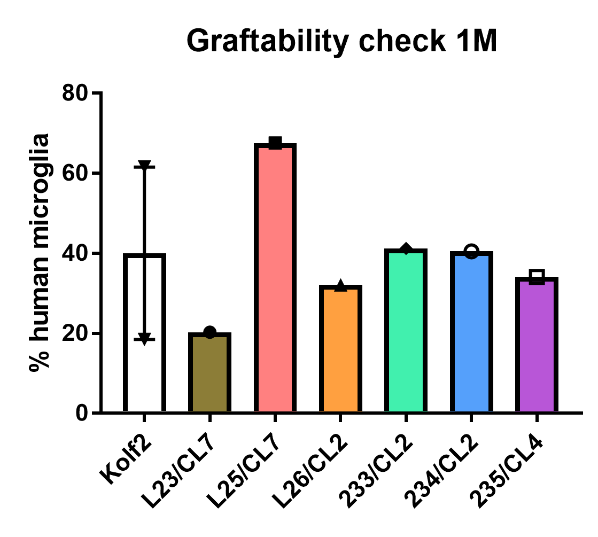 Graftability check 1M
% human microglia
80
60
40
20
0
Kolf2
L23/CL7
L25/CL7
L26/CL2
233/CL2
234/CL2
235/CL4